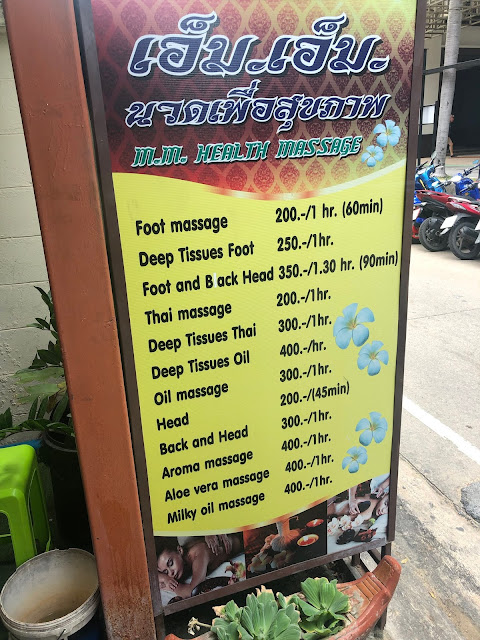 เอ็ม.เอ็ม.
นวดเพื่อสุขภาพ
M.M. HEALTH MASSAGE
Foot massage 200.-/1 hr. (60min)
Deep Tissues Foot 250.-/1hr.
Foot and Black Head 350.-/1.30 hr. (90min)
Thai massage 200.-/1hr.
Deep Tissues Thai 300.-/1hr.
Deep Tissues Oil 400.-/hr.
Oil massage 300.-/1hr.
Head 200.-/(45min)
Back and Head 300.-/1hr.
Aroma massage 400.-/1hr.
Aloe vera massage 400.-/1hr.
Milky oil massage 400.-/1hr.